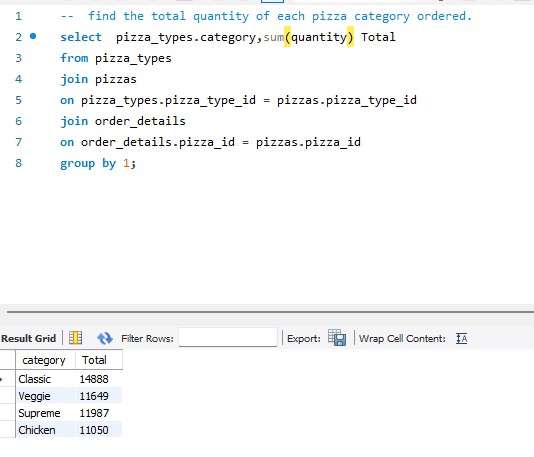 1 -- find the total quantity of each pizza category ordered.
2 select pizza_types.category,sum(quantity) Total
3 from pizza_types
4 join pizzas
5 on pizza_types.pizza_type_id = pizzas.pizza_type_id
6 join order_details
7 on order_details.pizza_id = pizzas.pizza_id
8 group by 1;
Result Grid Filter Rows: Export: Wrap Cell Content: IA
category Total
Classic 14888
Veggie 11649
Supreme 11987
Chicken 11050